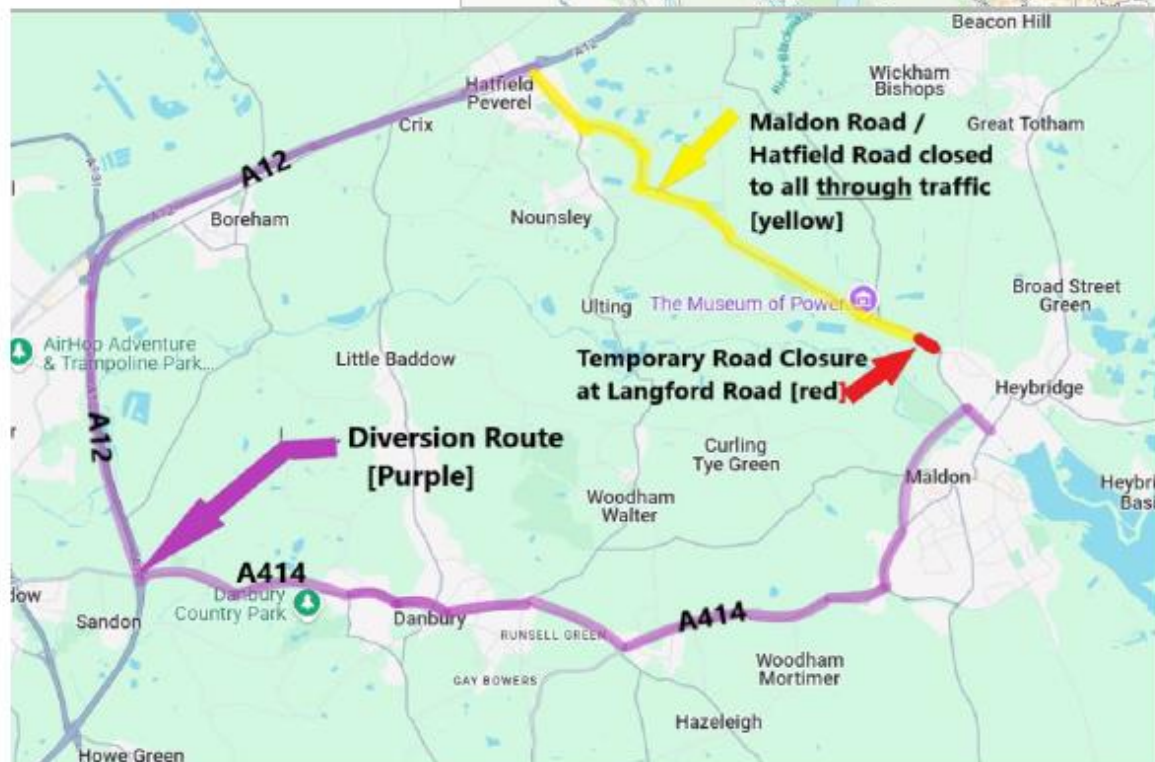 Beacon Hill
A12
Hatfield
Peverel
Wickham
Bishops
Crix
Maldon Road /
Hatfield Road closed
to all through traffic
[yellow]
Great Totham
A12
Boreham
Nounsley
Broad Street
Green
Ulting
The Museum of Power
AirHop Adventure
& Trampoline Park...
Little Baddow
Temporary Road Closure
at Langford Road [red]
Heybridge
A12
Diversion Route
[Purple]
Curling
Tye Green
Maldon
Woodham
Walter
A414
Danbury
Country Park
Sandon
Danbury
RUNSELL GREEN
A414
GAY BOWERS
Woodham
Mortimer
Hazeleigh
Howe Green